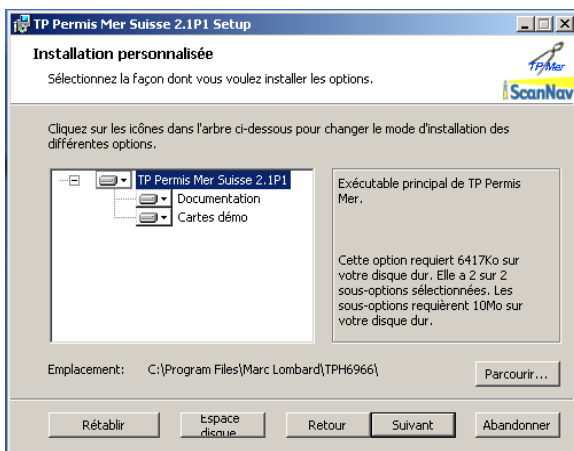 TP Permis Mer Suisse 2.1P1 Setup
Installation personnalisée
Sélectionnez la façon dont vous voulez installer les options.
TP/Mer
ScanNav
Cliquez sur les icônes dans l'arbre ci-dessous pour changer le mode d'installation des
différentes options.
TP Permis Mer Suisse 2.1P1
Documentation
Cartes démo
Exécutable principal de TP Permis
Mer.
Cette option requiert 6417Ko sur
votre disque dur. Elle a 2 sur 2
sous-options sélectionnées. Les
sous-options requièrent 10Mo sur
votre disque dur.
Emplacement: C:\Program Files\Marc Lombard\TPH6966\
Parcourir...
Rétablir
Espace
disque
Retour
Suivant
Abandonner